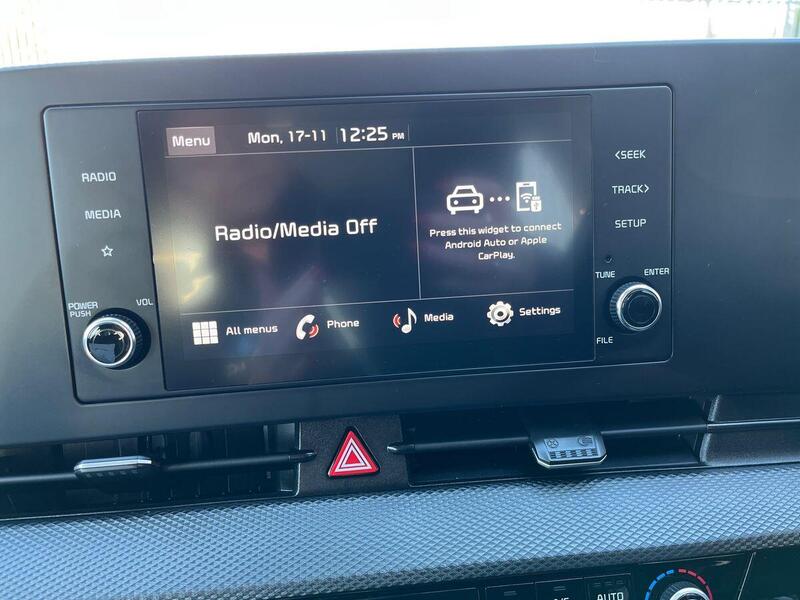 Menu
Mon, 17-11 12:25 PM
RADIO
MEDIA
POWER
PUSH
VOL
Radio/Media Off
Press this widget to connect
Android Auto or Apple
CarPlay.
All menus
Phone
Media
Settings
<SEEK
TRACK>
SETUP
TUNE
ENTER
FILE
AUTO